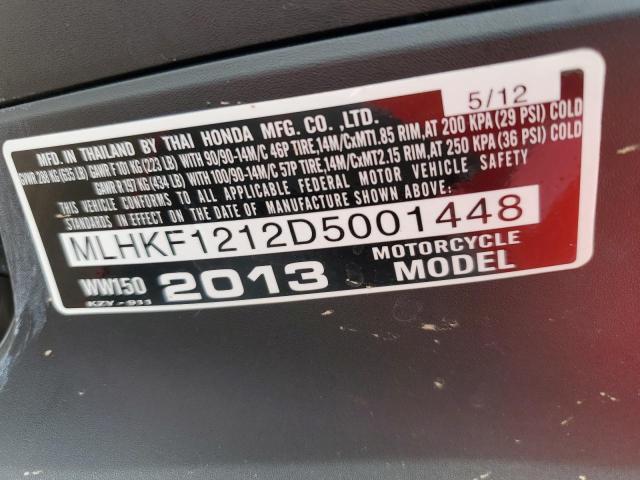 5/12
MFD. IN THAILAND BY THAI HONDA MFG. CO. ,LTD.
GVWR 288 KG (635 LB) GAWR F 101 KG (223 LB) WITH 90/90-14M/C 46P TIRE,14M/CxMT1.85 RIM,AT 200 KPA (29 PSI) COLD
GAWR R 197 KG (434 LB) WITH 100/90-14M/C 57P TIRE,14M/CxMT2.15 RIM,AT 250 KPA (36 PSI) COLD
THIS VEHICLE CONFORMS TO ALL APPLICABLE FEDERAL MOTOR VEHICLE SAFETY
STANDARDS IN EFFECT ON THE DATE OF MANUFACTURE SHOWN ABOVE:
MLHKF1212D5001448
WW150 2013 MOTORCYCLE MODEL
KZY - 911